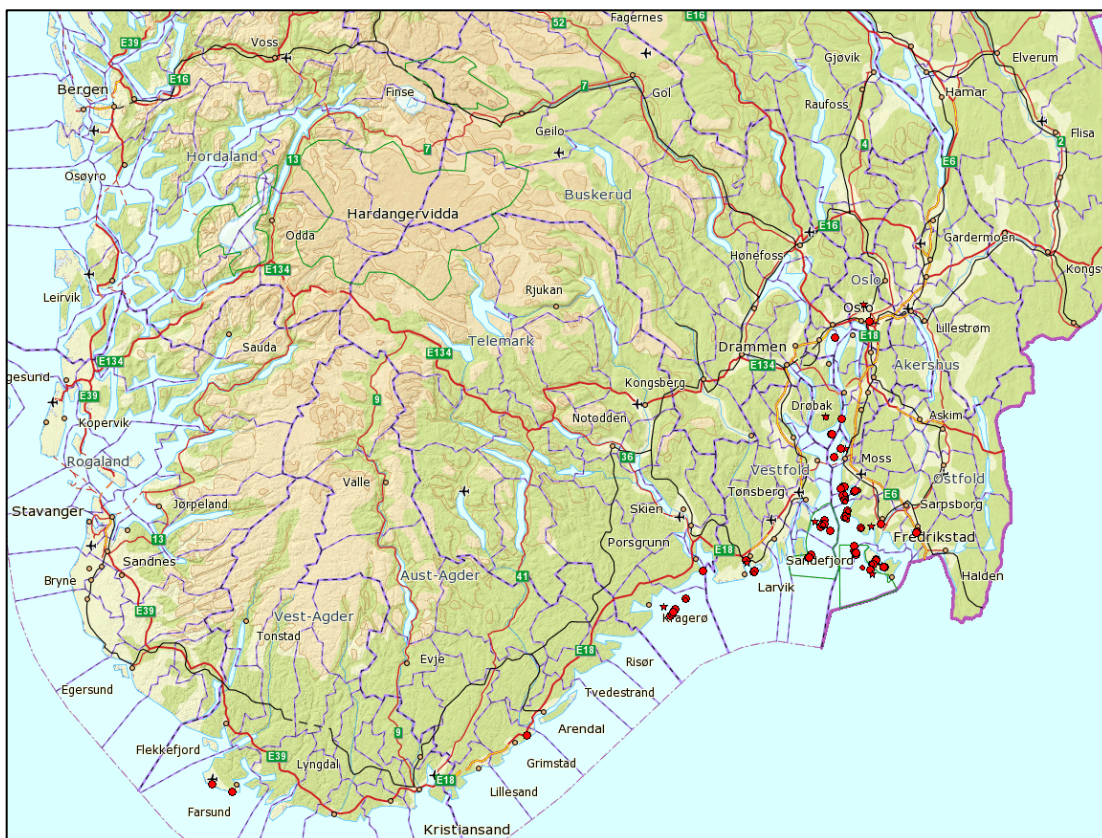 E39
52
Fagernes
E16
Voss
E16
Gjøvik
Elverum
Bergen
Finse
7
Gol
Hamar
Raufoss
Flisa
Geilo
4
2
Hordaland
13
7
E6
Osøyro
Buskerud
Hardangervidda
E16
Odda
Hønefoss
Gardermoen
E134
Kongs
Leirvik
Rjukan
Oslo
Oslo
Sauda
Telemark
Lillestrøm
E18
E134
E134
Drammen
E134
Akershus
gesund
E39
Kongsberg
9
Drøbak
Kopervik
Notodden
Askim
Rogaland
36
Moss
Vestfold
Østfold
Valle
Tønsberg
E6
Jørpeland
Stavanger
Skien
Sarpsborg
13
Porsgrunn
Fredrikstad
Sandnes
E18
Sandefjord
Bryne
Aust-Agder
41
Halden
Larvik
E39
Vest-Agder
Kragerø
Tonstad
E18
Evje
Risør
Egersund
Tvedestrand
Arendal
9
Flekkefjord
E39
Lyngdal
Grimstad
E18
Lillesand
Farsund
Kristiansand